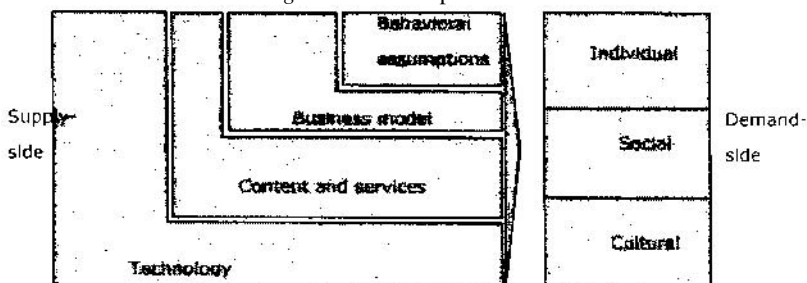 Behavioral
assumptions
Individual
Supply-
side
Business model
Social
Demand-
side
Content and services
Cultural
Technology